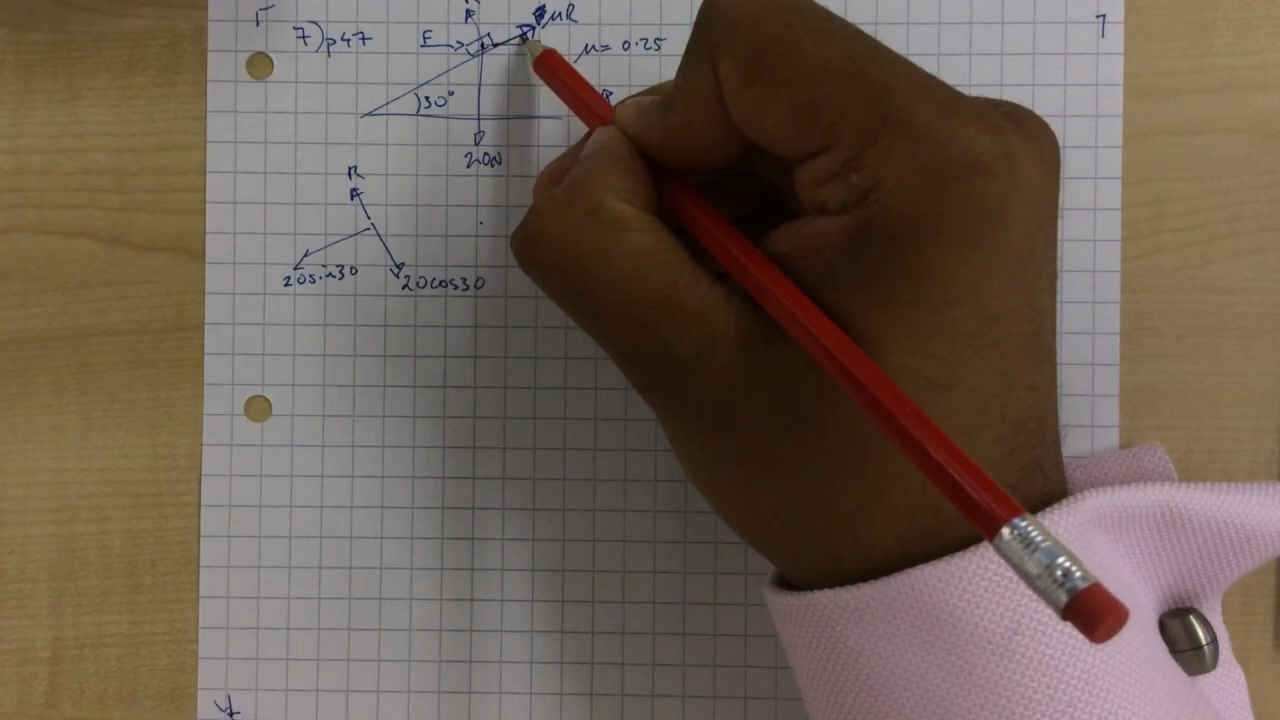 7) p47
R
μR
F
μ = 0.25
30°
20N
R
20sin30
20cos30
7